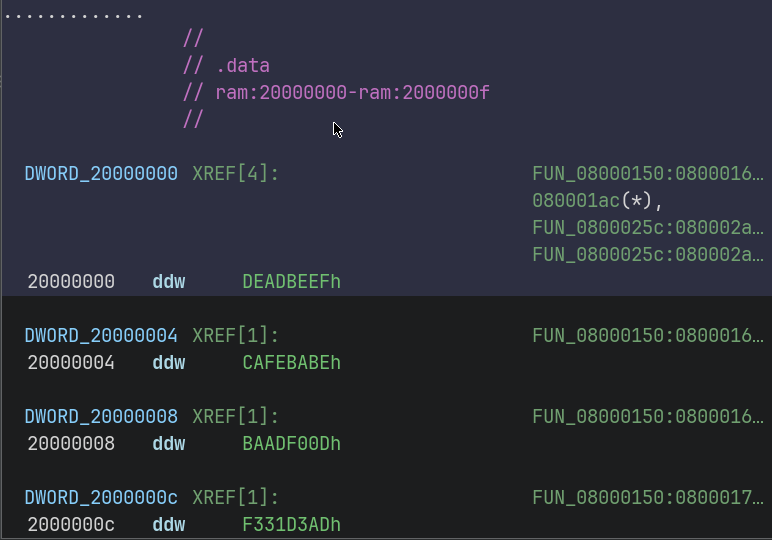 .............
//
// .data
// ram:20000000-ram:2000000f
//
DWORD_20000000 XREF[4]: FUN_08000150:0800016…
080001ac(*),
FUN_0800025c:080002a…
FUN_0800025c:080002a…
20000000 ddw DEADBEEFh
DWORD_20000004 XREF[1]: FUN_08000150:0800016…
20000004 ddw CAFEBABEh
DWORD_20000008 XREF[1]: FUN_08000150:0800016…
20000008 ddw BAADF00Dh
DWORD_2000000c XREF[1]: FUN_08000150:0800017…
2000000c ddw F331D3ADh